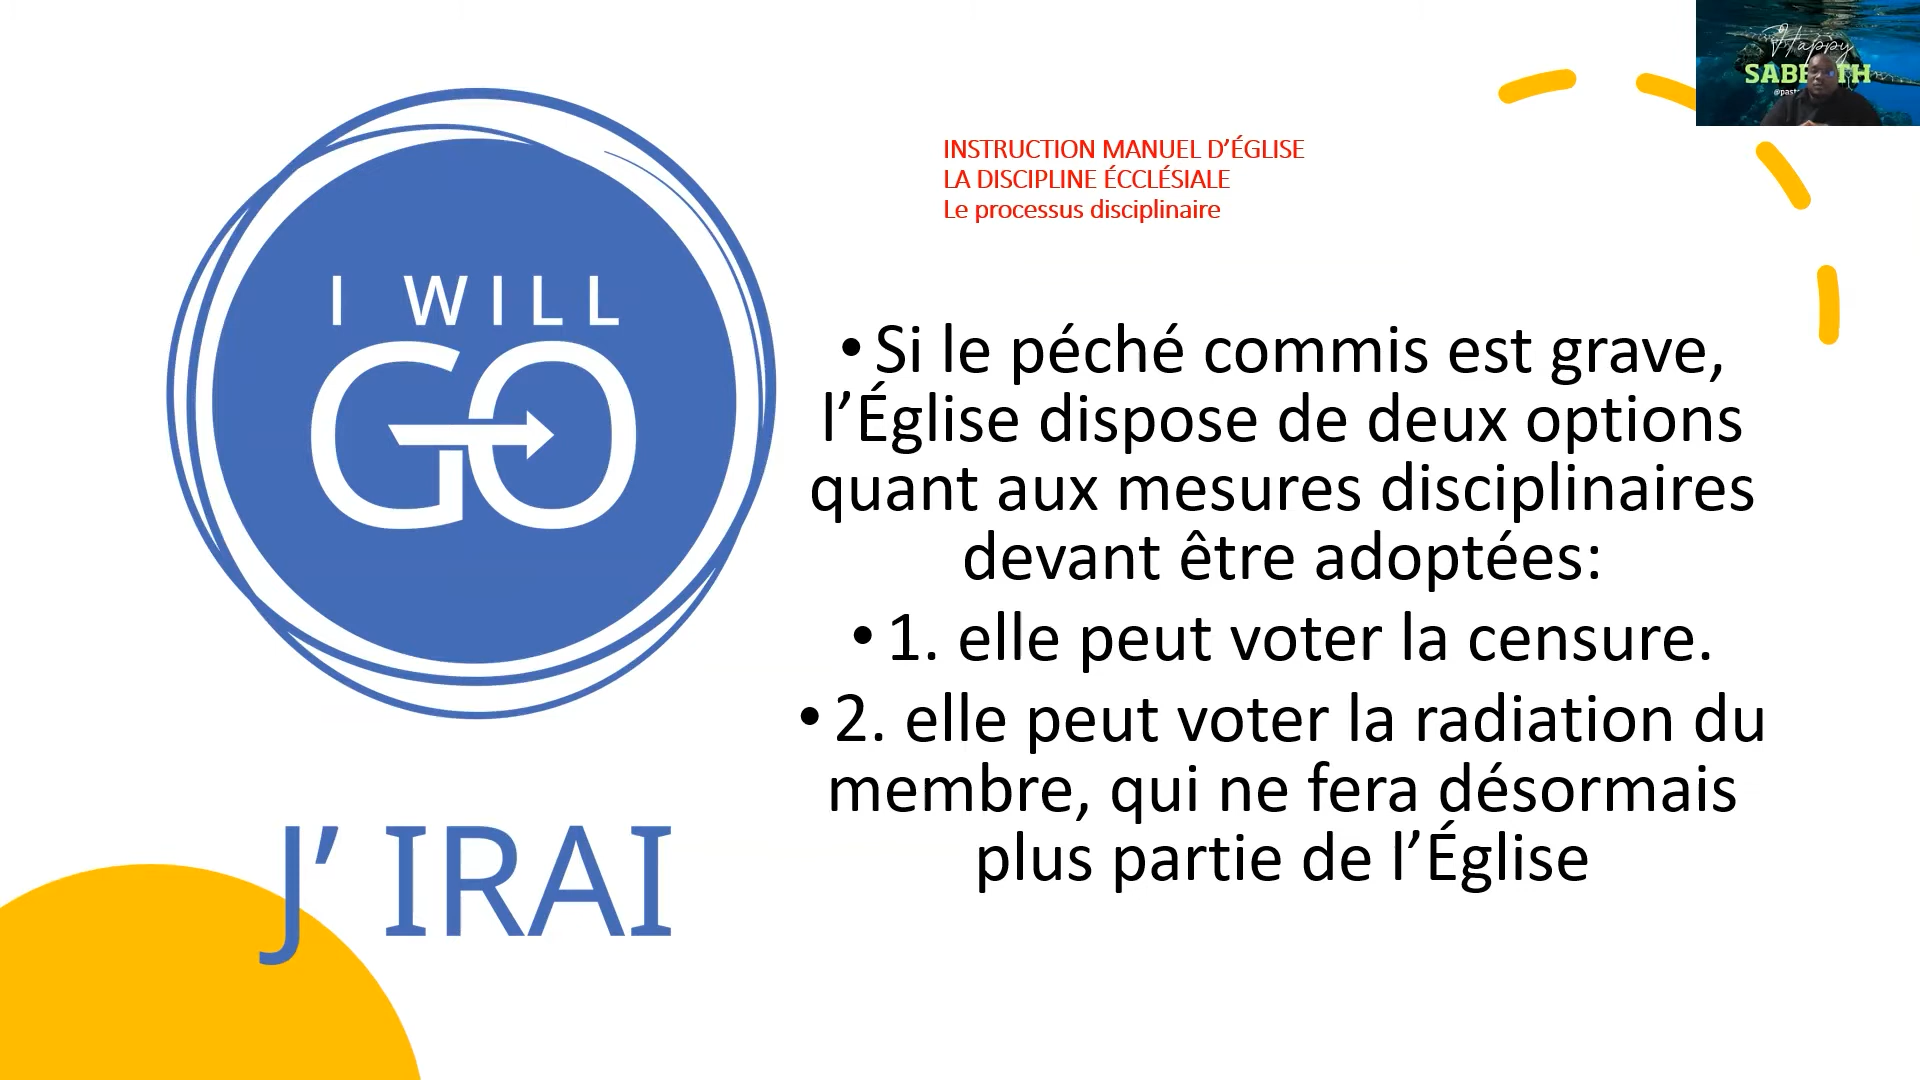 Happy
I WILL
GO
J’ IRAI
INSTRUCTION MANUEL D’ÉGLISE
LA DISCIPLINE ÉCCLÉSIALE
Le processus disciplinaire
• Si le péché commis est grave,
l’Église dispose de deux options
quant aux mesures disciplinaires
devant être adoptées:
• 1. elle peut voter la censure.
• 2. elle peut voter la radiation du
membre, qui ne fera désormais
plus partie de l’Église